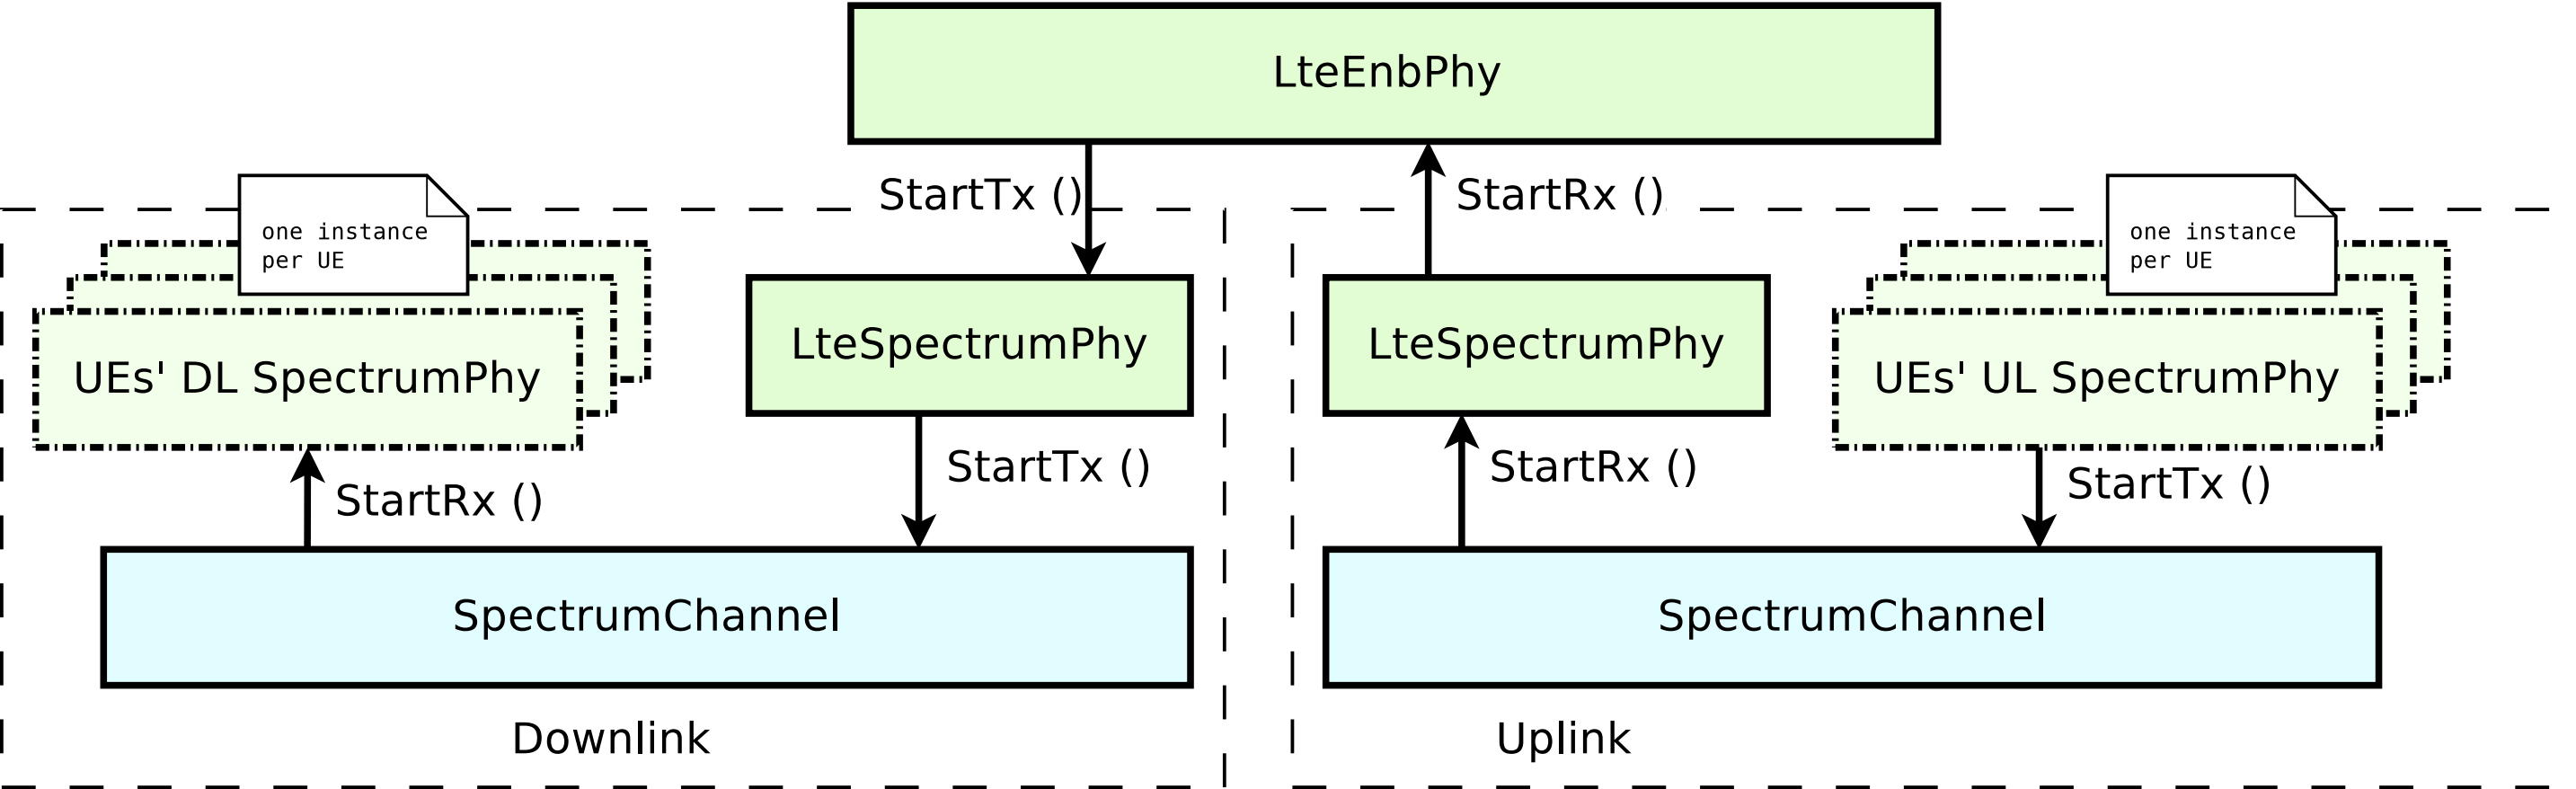 LteEnbPhy
StartTx ()
StartRx ()
one instance
per UE
one instance
per UE
LteSpectrumPhy
LteSpectrumPhy
UEs' DL SpectrumPhy
UEs' UL SpectrumPhy
StartRx ()
StartTx ()
StartRx ()
StartTx ()
SpectrumChannel
SpectrumChannel
Downlink
Uplink